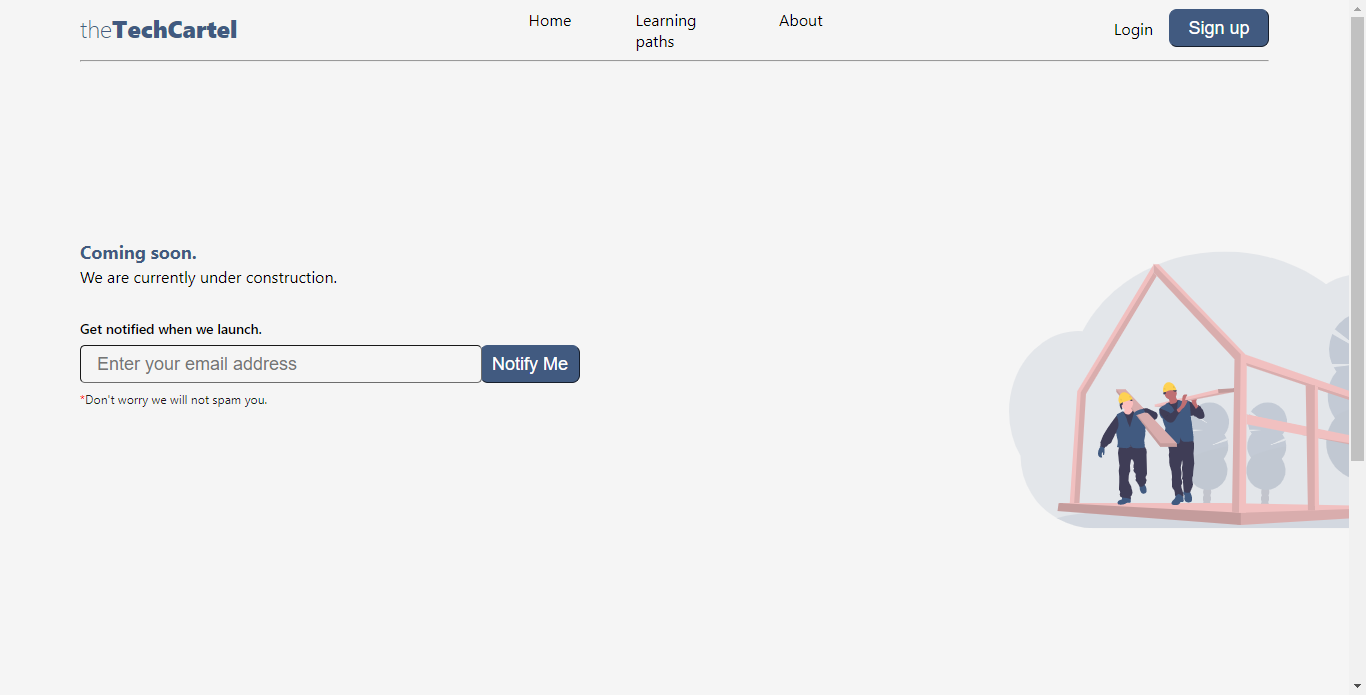 theTechCartel
Home
Learning
paths
About
Login
Sign up
Coming soon.
We are currently under construction.
Get notified when we launch.
Enter your email address
Notify Me
*Don't worry we will not spam you.